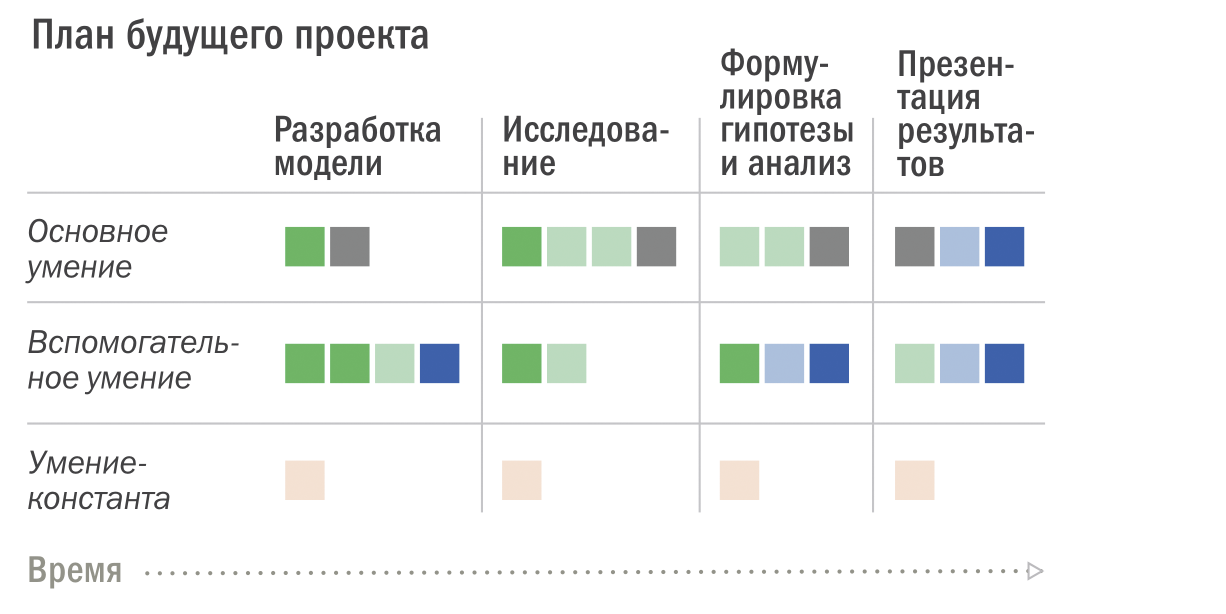 План будущего проекта
Разработка
модели
Исследова-
ние
Форму-
лировка
гипотезы
и анализ
Презен-
тация
результа-
тов
Основное
умение
Вспомогатель-
ное умение
Умение-
константа
Время